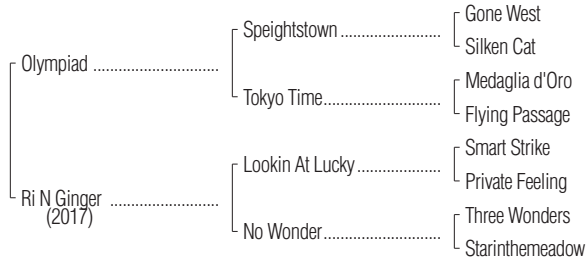 Gone West
Speightstown
Silken Cat
Olympiad
Medaglia d'Oro
Tokyo Time
Flying Passage
Smart Strike
Lookin At Lucky
Private Feeling
Ri N Ginger
(2017)
Three Wonders
No Wonder
Starinthemeadow